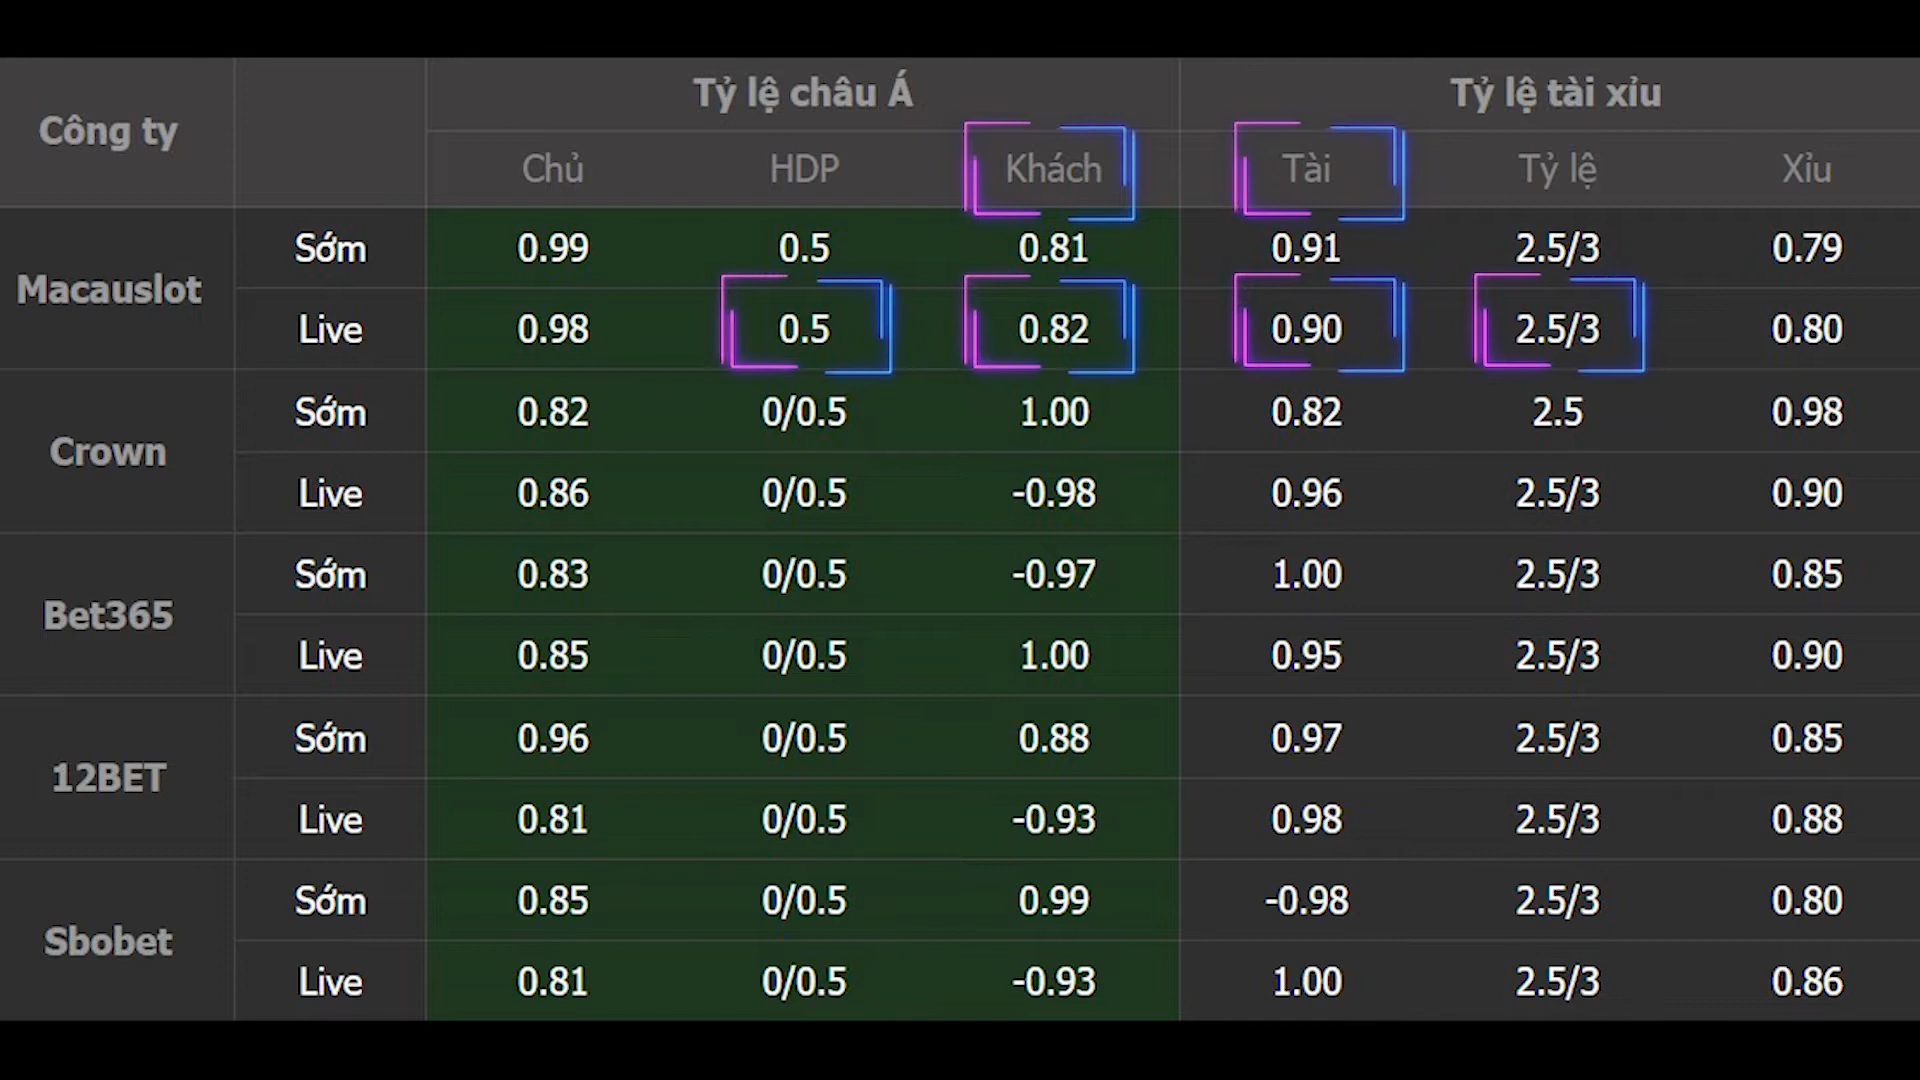 Công ty Tỷ lệ châu Á Tỷ lệ tài xỉu
Chủ HDP Khách Tài Tỷ lệ Xỉu
Macauslot
Sớm 0.99 0.5 0.81 0.91 2.5/3 0.79
Live 0.98 0.5 0.82 0.90 2.5/3 0.80
Crown
Sớm 0.82 0/0.5 1.00 0.82 2.5 0.98
Live 0.86 0/0.5 -0.98 0.96 2.5/3 0.90
Bet365
Sớm 0.83 0/0.5 -0.97 1.00 2.5/3 0.85
Live 0.85 0/0.5 1.00 0.95 2.5/3 0.90
12BET
Sớm 0.96 0/0.5 0.88 0.97 2.5/3 0.85
Live 0.81 0/0.5 -0.93 0.98 2.5/3 0.88
Sbobet
Sớm 0.85 0/0.5 0.99 -0.98 2.5/3 0.80
Live 0.81 0/0.5 -0.93 1.00 2.5/3 0.86